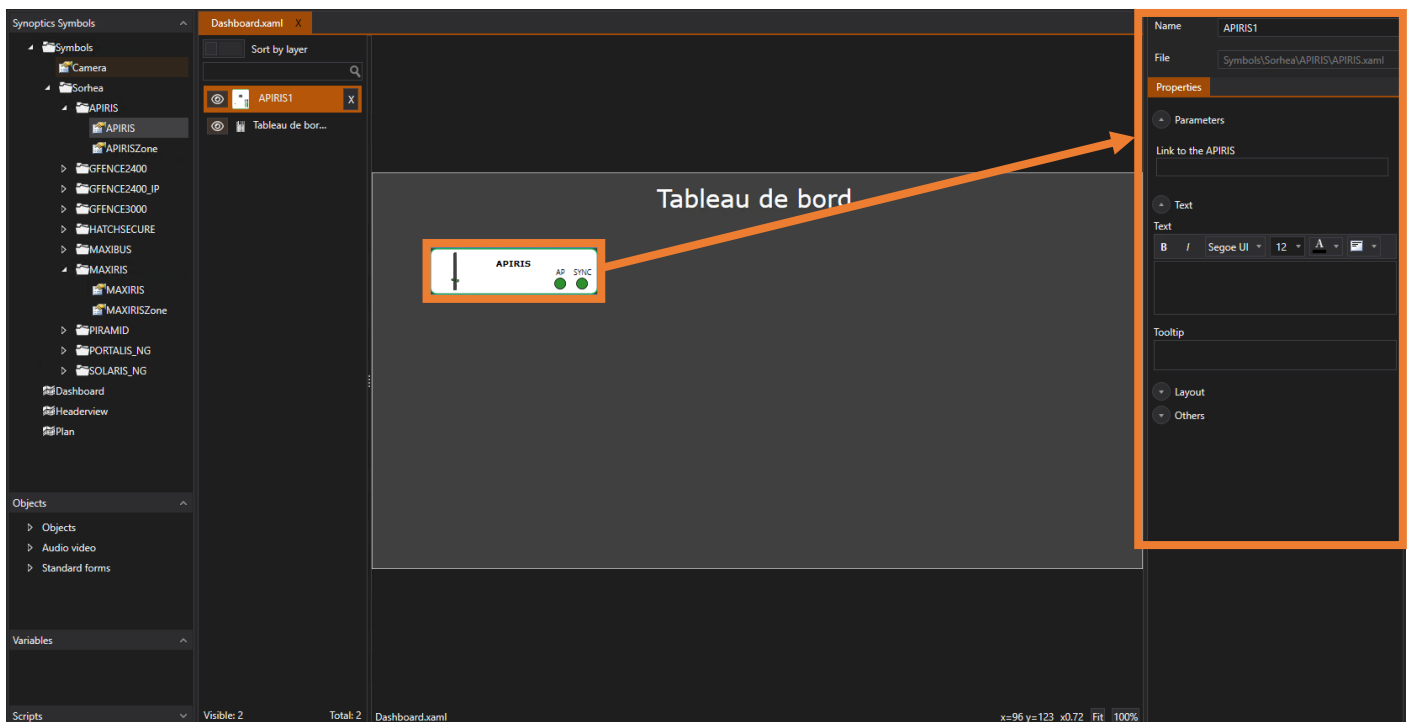 Synoptics Symbols
Symbols
Camera
Sorhea
APIRIS
APIRIS
APIRISZone
GFENCE2400
GFENCE2400_IP
GFENCE3000
HATCHSECURE
MAXIBUS
MAXIRIS
MAXIRIS
MAXIRISZone
PIRAMID
PORTALIS_NG
SOLARIS_NG
Dashboard
Headerview
Plan
Objects
Objects
Audio video
Standard forms
Variables
Scripts
Dashboard.xaml X
Sort by layer
APIRIS1 X
Tableau de bor...
Visible: 2 Total: 2
Tableau de bord
APIRIS
AP SYNC
Dashboard.xaml x=96 y=123 x0.72 Fit 100%
Name APIRIS1
File Symbols\Sorhea\APIRIS\APIRIS.xaml
Properties
Parameters
Link to the APIRIS
Text
Text
B I Segoe UI 12 A
Tooltip
Layout
Others